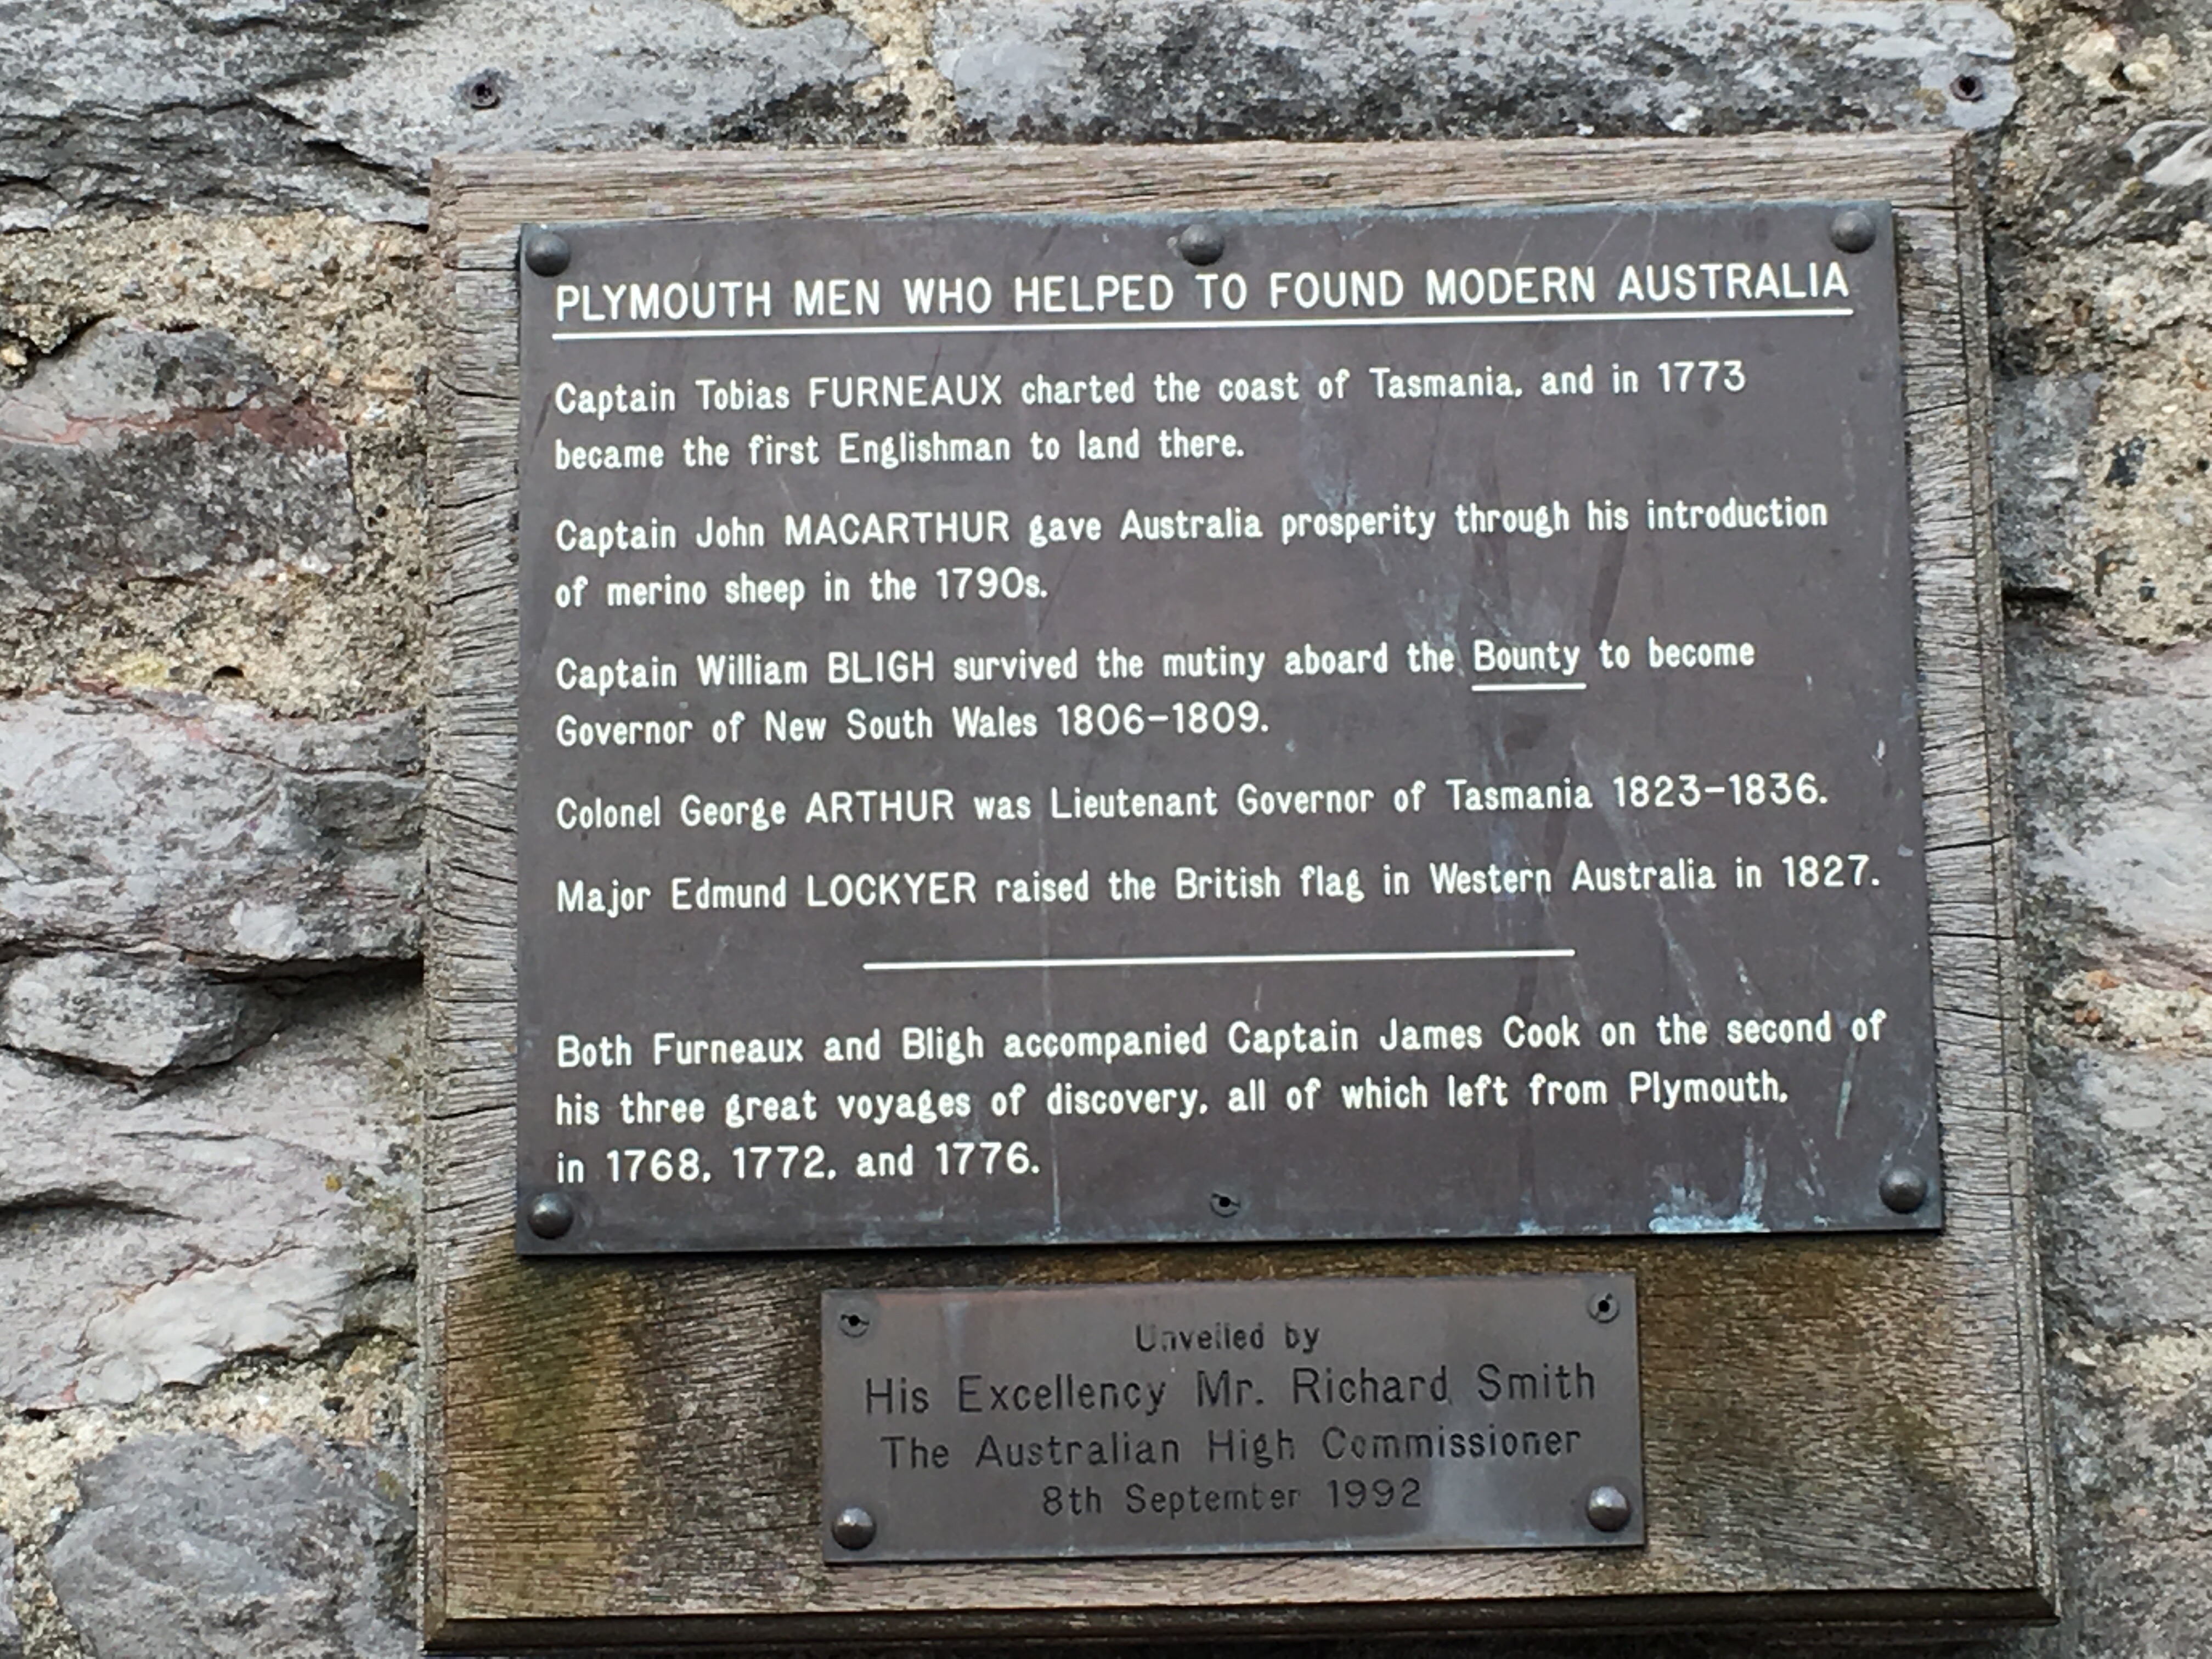 PLYMOUTH MEN WHO HELPED TO FOUND MODERN AUSTRALIA
Captain Tobias FURNEAUX charted the coast of Tasmania, and in 1773
became the first Englishman to land there.
Captain John MACARTHUR gave Australia prosperity through his introduction
of merino sheep in the 1790s.
Captain William BLIGH survived the mutiny aboard the Bounty to become
Governor of New South Wales 1806-1809.
Colonel George ARTHUR was Lieutenant Governor of Tasmania 1823-1836.
Major Edmund LOCKYER raised the British flag in Western Australia in 1827.
Both Furneaux and Bligh accompanied Captain James Cook on the second of
his three great voyages of discovery, all of which left from Plymouth,
in 1768, 1772, and 1776.
Unveiled by
His Excellency Mr. Richard Smith
The Australian High Commissioner
8th September 1992